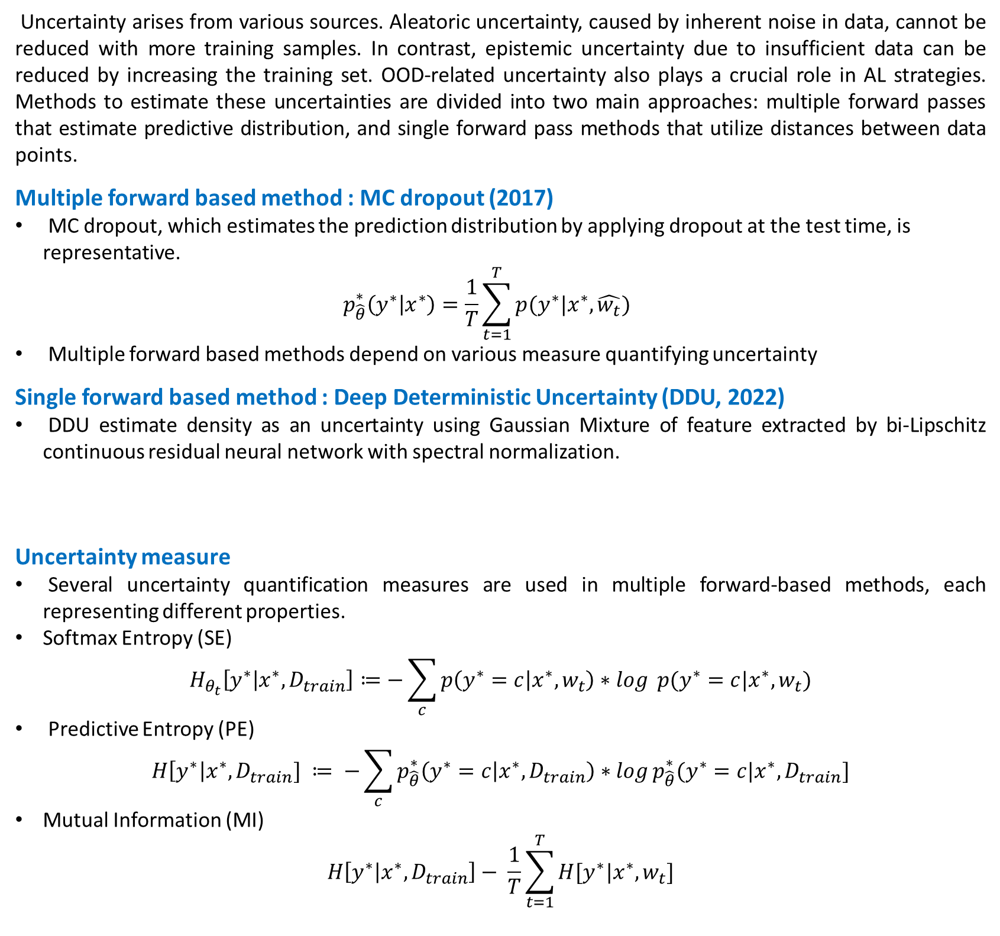 Uncertainty arises from various sources. Aleatoric uncertainty, caused by inherent noise in data, cannot be
reduced with more training samples. In contrast, epistemic uncertainty due to insufficient data can be
reduced by increasing the training set. OOD-related uncertainty also plays a crucial role in AL strategies.
Methods to estimate these uncertainties are divided into two main approaches: multiple forward passes
that estimate predictive distribution, and single forward pass methods that utilize distances between data
points.
Multiple forward based method : MC dropout (2017)
• MC dropout, which estimates the prediction distribution by applying dropout at the test time, is
representative.
$p^*_{\hat{\theta}}(y^*|x^*) = \frac{1}{T}\sum_{t=1}^{T} p(y^*|x^*, \widehat{w_t})$
• Multiple forward based methods depend on various measure quantifying uncertainty
Single forward based method : Deep Deterministic Uncertainty (DDU, 2022)
• DDU estimate density as an uncertainty using Gaussian Mixture of feature extracted by bi-Lipschitz
continuous residual neural network with spectral normalization.
Uncertainty measure
• Several uncertainty quantification measures are used in multiple forward-based methods, each
representing different properties.
• Softmax Entropy (SE)
$H_{\theta_t}[y^*|x^*, D_{train}] := -\sum_c p(y^* = c|x^*, w_t) * log\ p(y^* = c|x^*, w_t)$
• Predictive Entropy (PE)
$H[y^*|x^*, D_{train}] := -\sum_c p^*_{\hat{\theta}}(y^* = c|x^*, D_{train}) * log\ p^*_{\hat{\theta}}(y^* = c|x^*, D_{train}]$
• Mutual Information (MI)
$H[y^*|x^*, D_{train}] - \frac{1}{T}\sum_{t=1}^{T} H[y^*|x^*, w_t]$